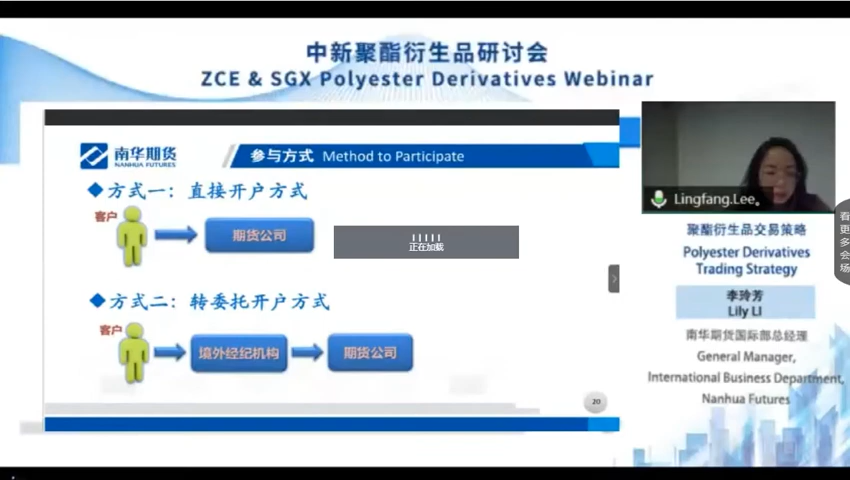 中新聚酯衍生品研讨会
ZCE & SGX Polyester Derivatives Webinar
南华期货
NANHUA FUTURES
参与方式 Method to Participate
◆方式一：直接开户方式
客户
期货公司
正在加载
◆方式二：转委托开户方式
客户
境外经纪机构
期货公司
20
Lingfang.Lee。
聚酯衍生品交易策略
Polyester Derivatives
Trading Strategy
李玲芳
Lily LI
南华期货国际部总经理
General Manager,
International Business Department,
Nanhua Futures
看更多会场